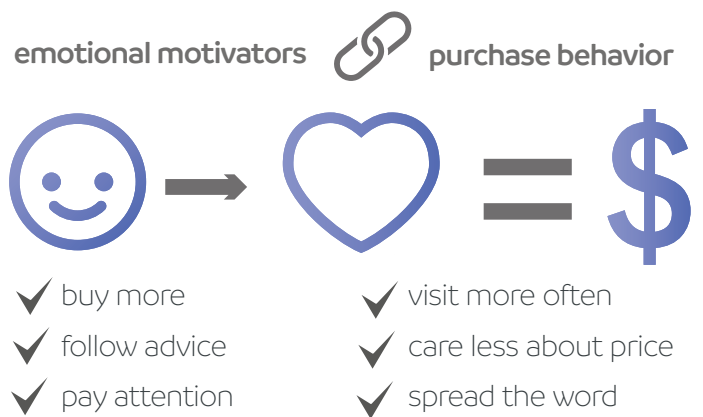 emotional motivators
purchase behavior
$
buy more
follow advice
pay attention
visit more often
care less about price
spread the word